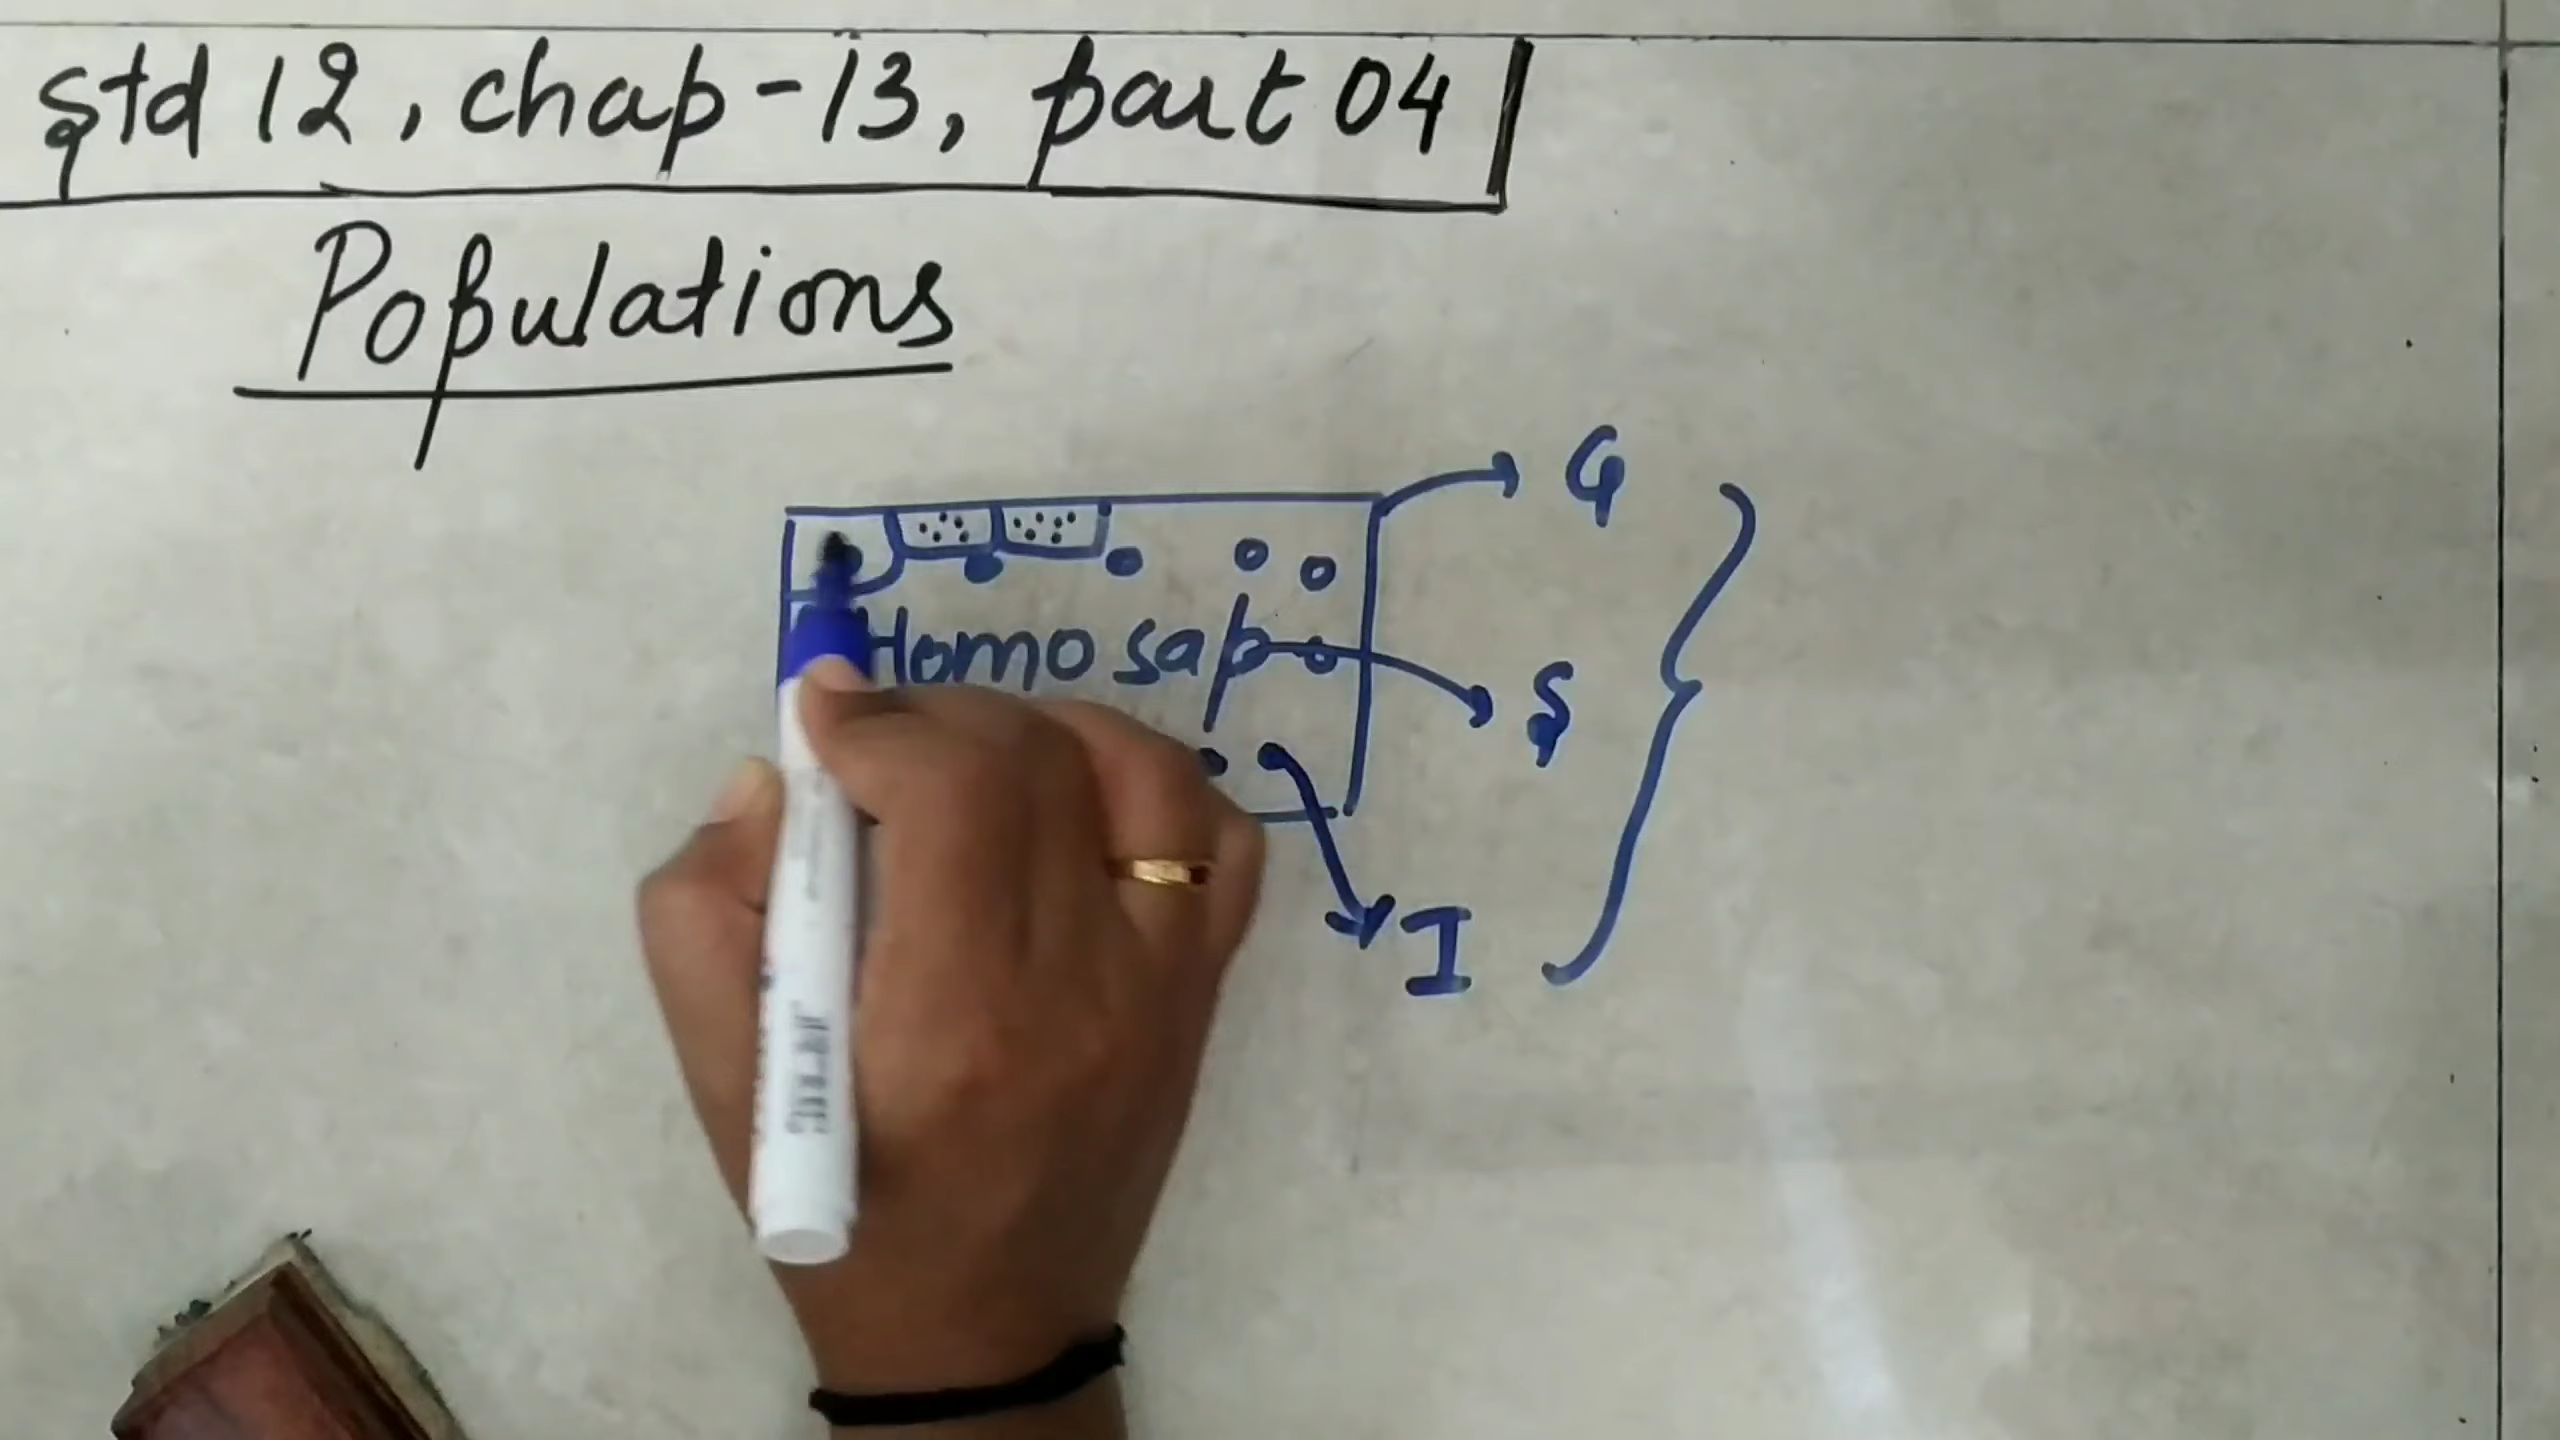 std 12, chap-13, part 04
Populations
G
Homo sap
S
I